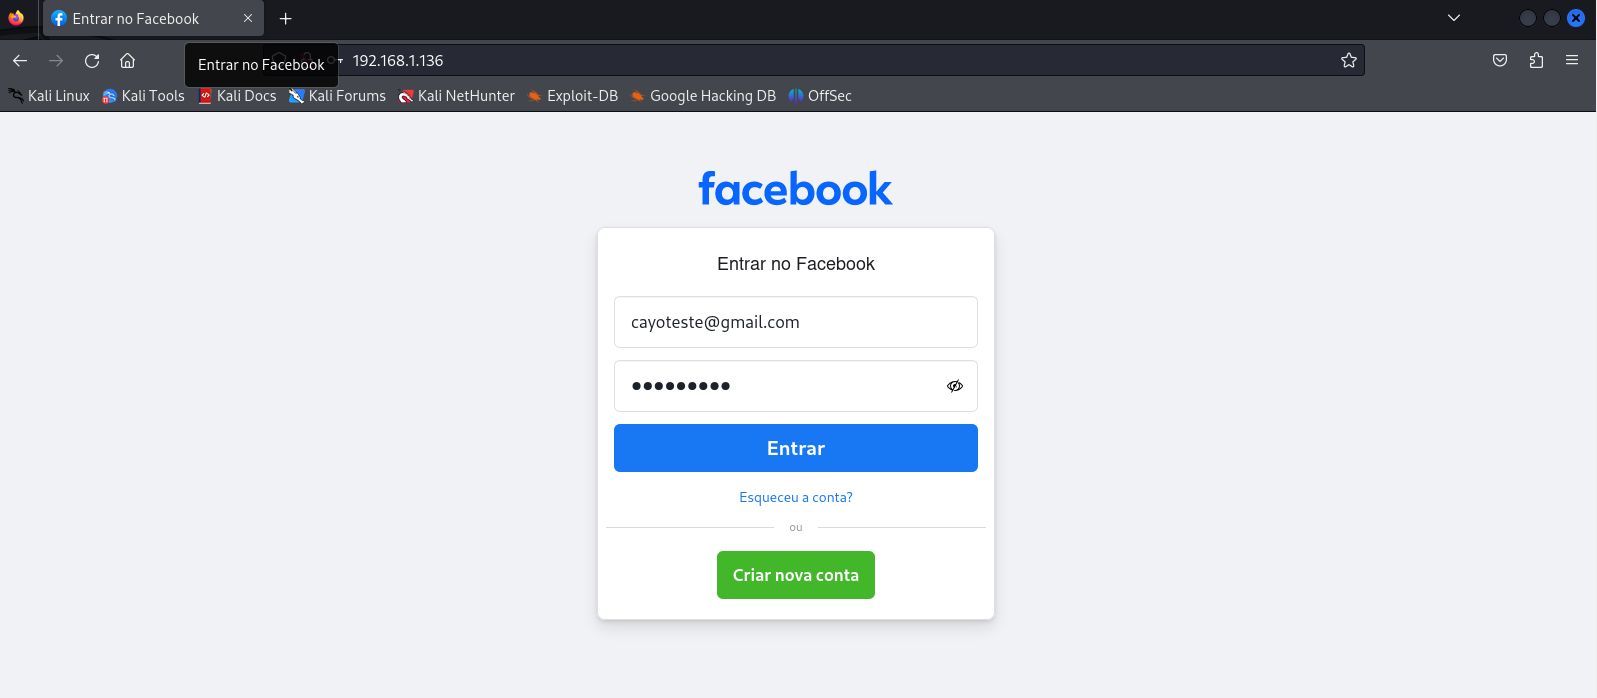 Entrar no Facebook
Entrar no Facebook
192.168.1.136
Kali Linux Kali Tools Kali Docs Kali Forums Kali NetHunter Exploit-DB Google Hacking DB OffSec
facebook
Entrar no Facebook
cayoteste@gmail.com
Entrar
Esqueceu a conta?
ou
Criar nova conta